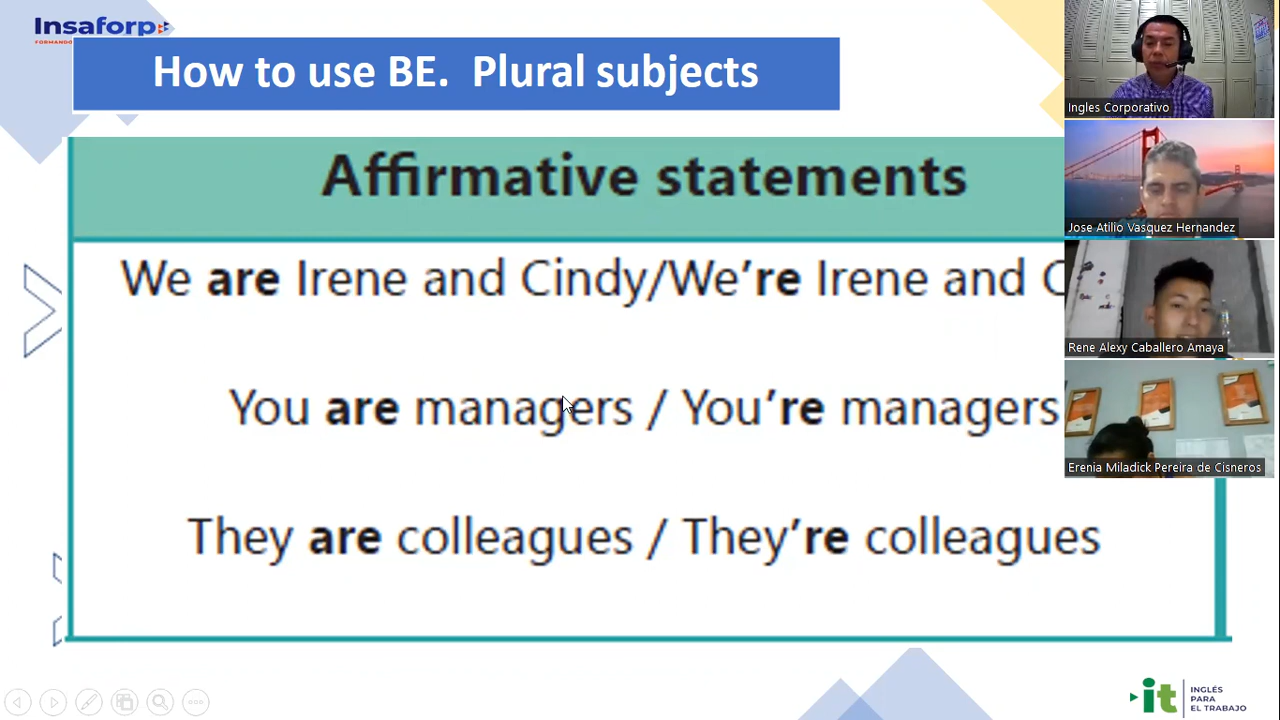 Insaforp
How to use BE. Plural subjects
Affirmative statements
We are Irene and Cindy/We're Irene and C
You are managers / You're managers
They are colleagues / They're colleagues
Ingles Corporativo
Jose Atilio Vasquez Hernandez
Rene Alexy Caballero Amaya
Erenia Miladick Pereira de Cisneros
it
INGLÉS
PARA
EL TRABAJO